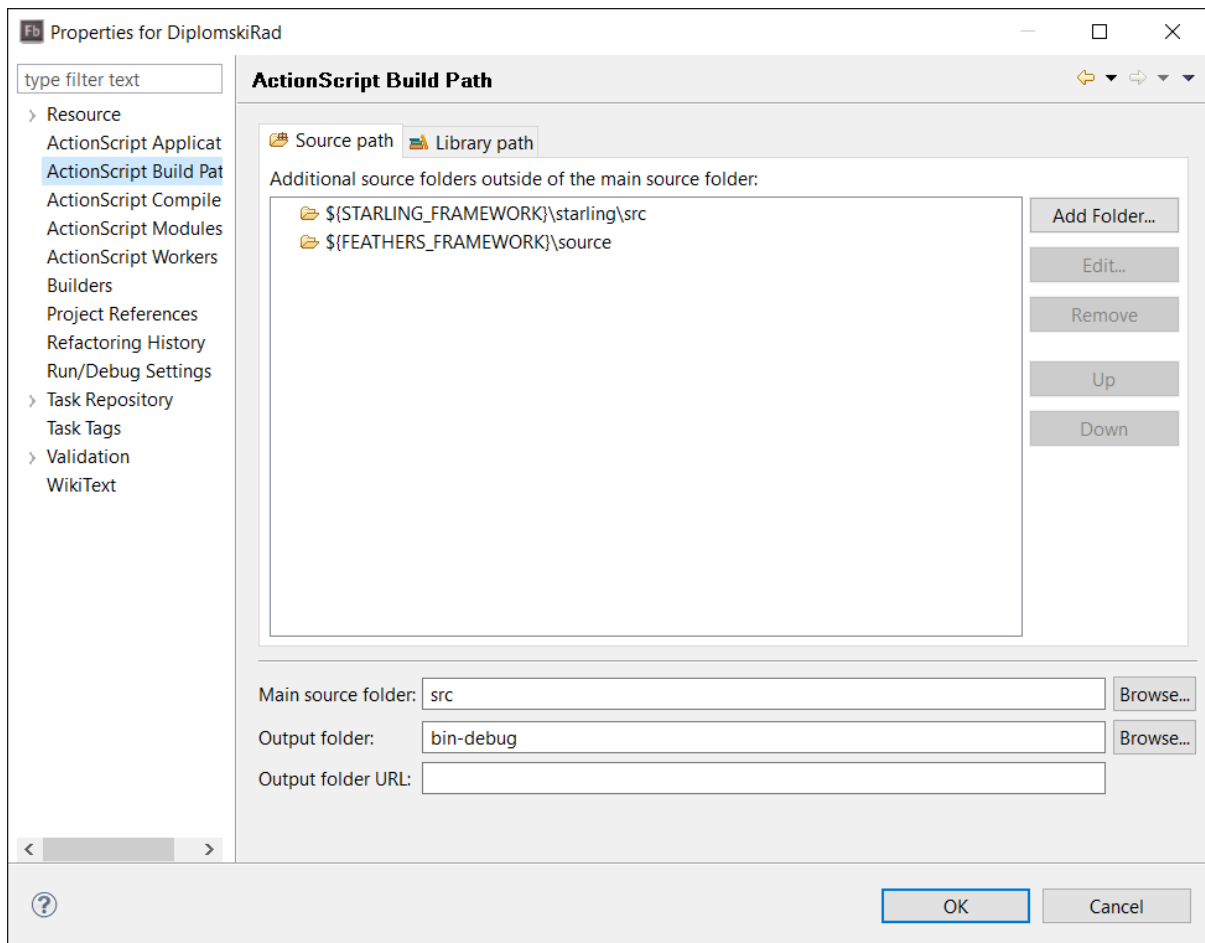 Fb Properties for DiplomskiRad
type filter text
Resource
ActionScript Applicat
ActionScript Build Pat
ActionScript Compile
ActionScript Modules
ActionScript Workers
Builders
Project References
Refactoring History
Run/Debug Settings
Task Repository
Task Tags
Validation
WikiText
ActionScript Build Path
Source path
Library path
Additional source folders outside of the main source folder:
${STARLING_FRAMEWORK}\starling\src
${FEATHERS_FRAMEWORK}\source
Add Folder...
Edit...
Remove
Up
Down
Main source folder: src Browse...
Output folder: bin-debug Browse...
Output folder URL:
?
OK
Cancel